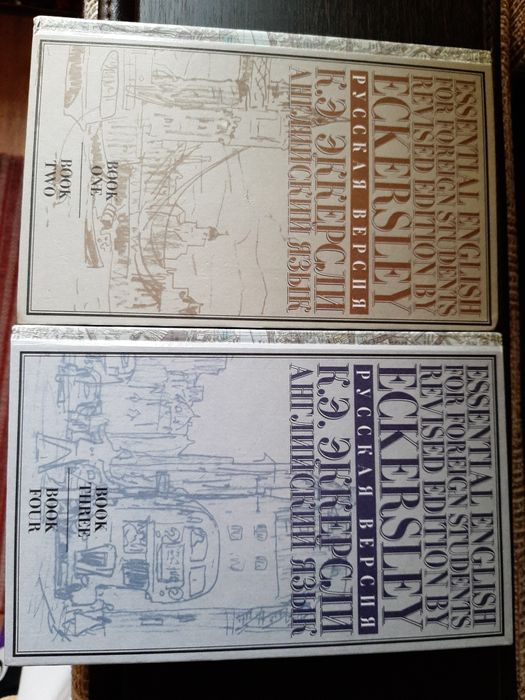 ESSENTIAL ENGLISH
FOR FOREIGN STUDENTS
REVISED EDITION BY
ECKERSLEY
РУССКАЯ ВЕРСИЯ
К.Э. ЭККЕРСЛИ
АНГЛИЙСКИЙ ЯЗЫК
BOOK
ONE
BOOK
TWO
ESSENTIAL ENGLISH
FOR FOREIGN STUDENTS
REVISED EDITION BY
ECKERSLEY
РУССКАЯ ВЕРСИЯ
К.Э. ЭККЕРСЛИ
АНГЛИЙСКИЙ ЯЗЫК
BOOK
THREE
BOOK
FOUR